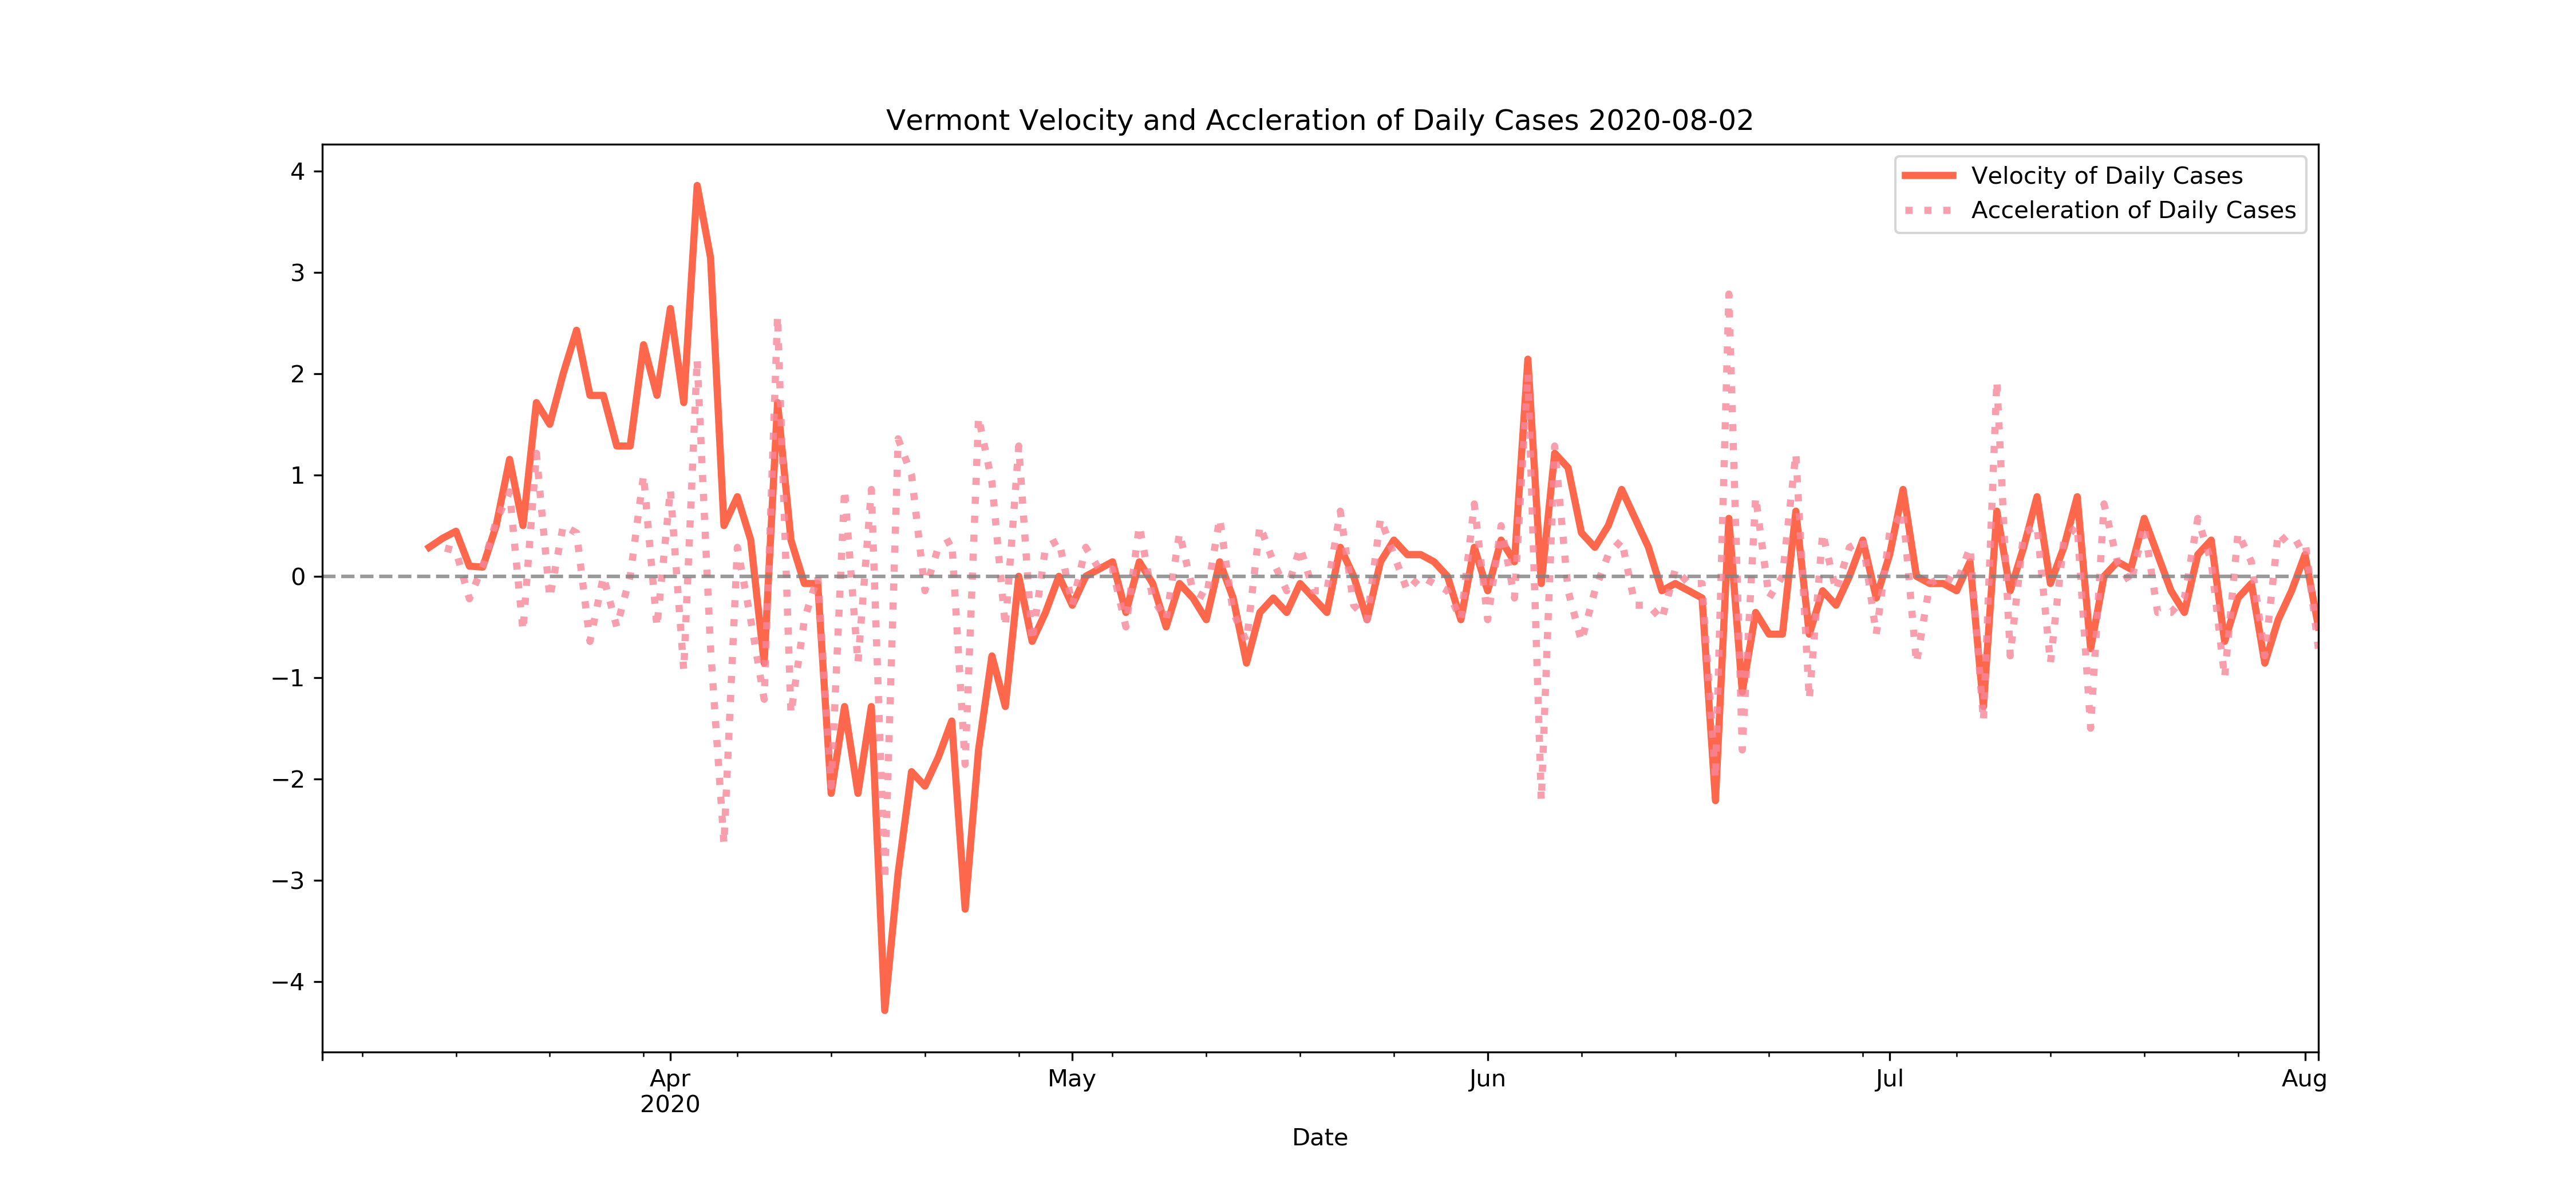 Vermont Velocity and Accleration of Daily Cases 2020-08-02
Velocity of Daily Cases
Acceleration of Daily Cases
4
3
2
1
0
−1
−2
−3
−4
Apr
2020
May
Jun
Jul
Aug
Date